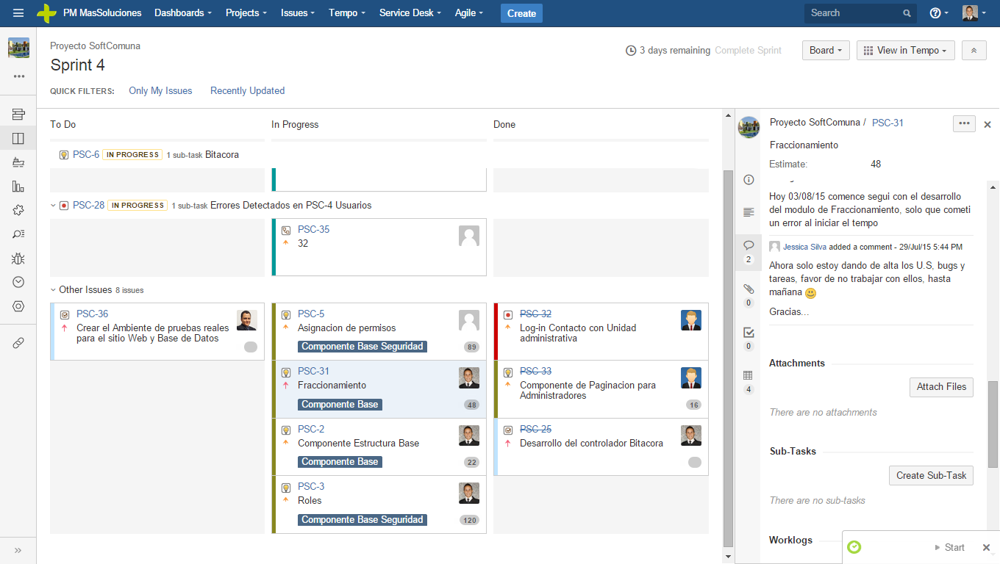 PM MasSoluciones Dashboards Projects Issues Tempo Service Desk Agile Create Search
Proyecto SoftComuna
Sprint 4
3 days remaining Complete Sprint Board View in Tempo
QUICK FILTERS: Only My Issues Recently Updated
To Do In Progress Done
PSC-6 IN PROGRESS 1 sub-task Bitacora
PSC-28 IN PROGRESS 1 sub-task Errores Detectados en PSC-4 Usuarios
PSC-35
32
Other Issues 8 issues
PSC-36
Crear el Ambiente de pruebas reales
para el sitio Web y Base de Datos
PSC-5
Asignacion de permisos
Componente Base Seguridad 89
PSC-31
Fraccionamiento
Componente Base 48
PSC-2
Componente Estructura Base
Componente Base 22
PSC-3
Roles
Componente Base Seguridad 120
PSC-32
Log-in Contacto con Unidad
administrativa
PSC-33
Componente de Paginacion para
Administradores
16
PSC-25
Desarrollo del controlador Bitacora
Proyecto SoftComuna / PSC-31
Fraccionamiento
Estimate: 48
Hoy 03/08/15 comence segui con el desarrollo
del modulo de Fraccionamiento, solo que cometi
un error al iniciar el tempo
Jessica Silva added a comment - 29/Jul/15 5:44 PM
Ahora solo estoy dando de alta los U.S, bugs y
tareas, favor de no trabajar con ellos, hasta
mañana
Gracias...
2
0
0
4
Attachments
Attach Files
There are no attachments
Sub-Tasks
Create Sub-Task
There are no sub-tasks
Worklogs
Start